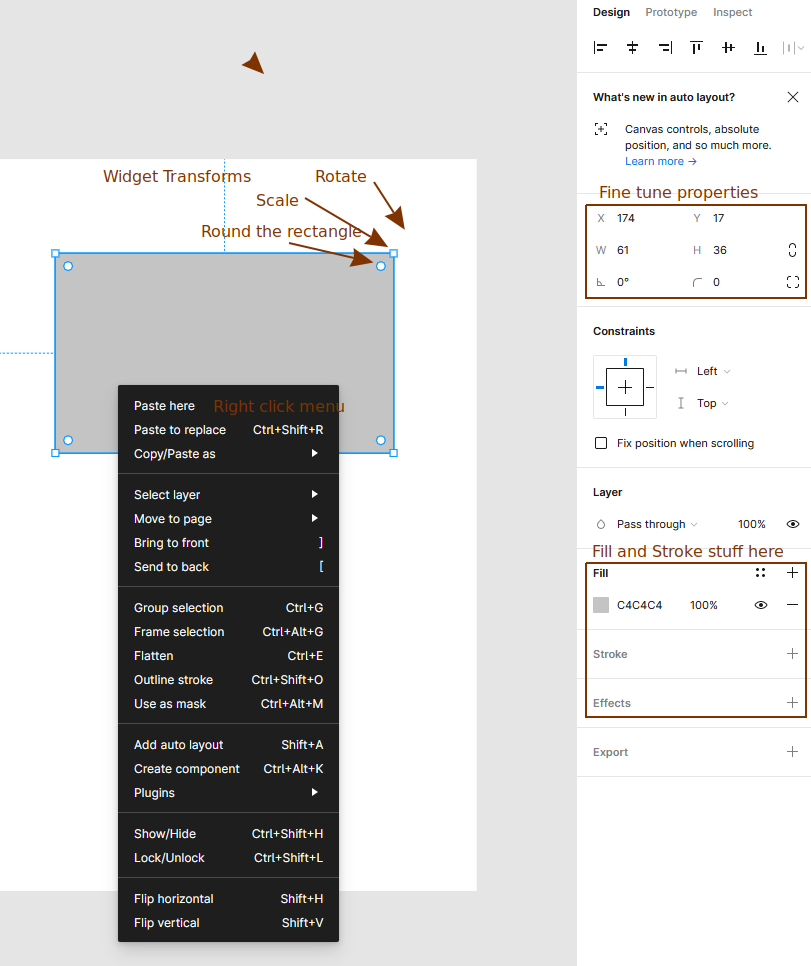 Design Prototype Inspect
What's new in auto layout?
Canvas controls, absolute
position, and so much more.
Learn more →
Widget Transforms
Rotate
Scale
Round the rectangle
Fine tune properties
X 174 Y 17
W 61 H 36
0° 0
Constraints
Left
Top
Fix position when scrolling
Layer
Pass through 100%
Fill and Stroke stuff here
Fill
C4C4C4 100%
Stroke
Effects
Export
Right click menu
Paste here
Paste to replace Ctrl+Shift+R
Copy/Paste as
Select layer
Move to page
Bring to front ]
Send to back [
Group selection Ctrl+G
Frame selection Ctrl+Alt+G
Flatten Ctrl+E
Outline stroke Ctrl+Shift+O
Use as mask Ctrl+Alt+M
Add auto layout Shift+A
Create component Ctrl+Alt+K
Plugins
Show/Hide Ctrl+Shift+H
Lock/Unlock Ctrl+Shift+L
Flip horizontal Shift+H
Flip vertical Shift+V